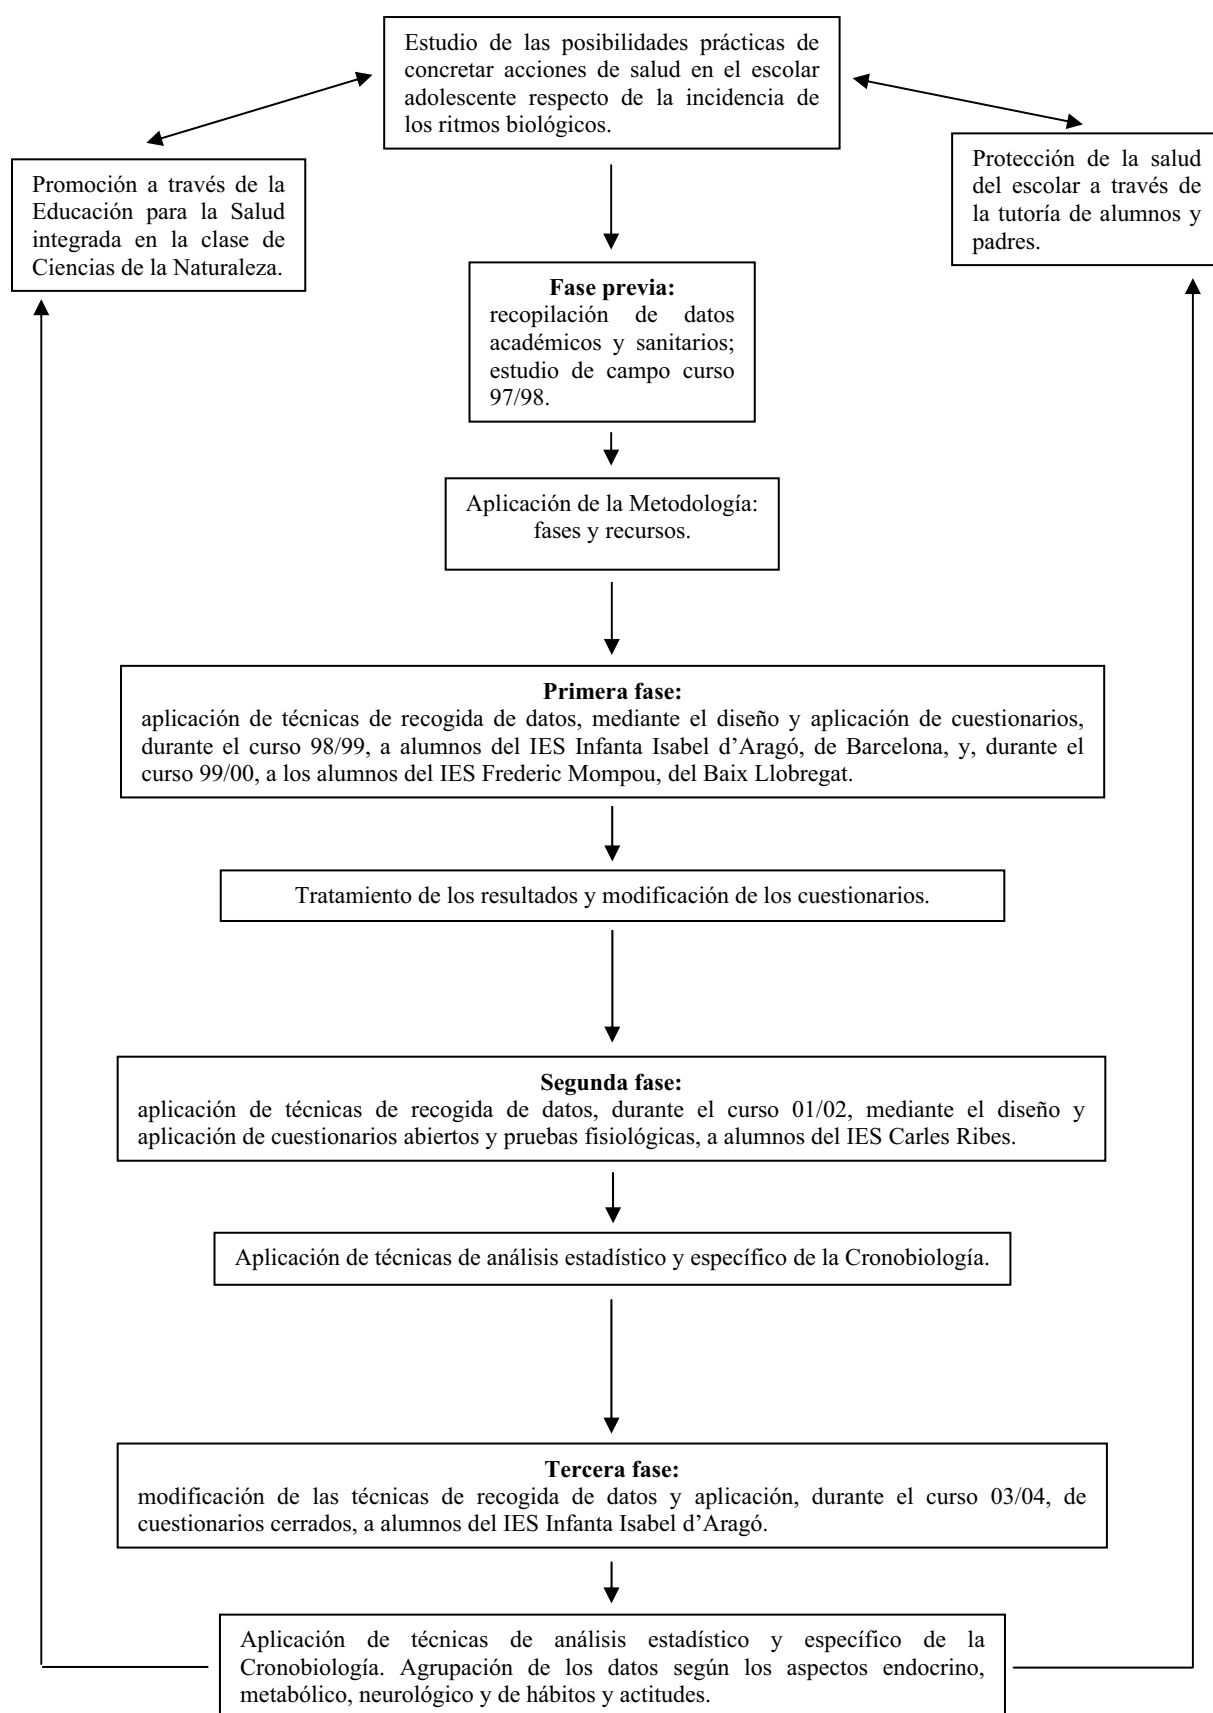 Estudio de las posibilidades prácticas de
concretar acciones de salud en el escolar
adolescente respecto de la incidencia de
los ritmos biológicos.
Promoción a través de la
Educación para la Salud
integrada en la clase de
Ciencias de la Naturaleza.
Protección de la salud
del escolar a través de
la tutoría de alumnos y
padres.
Fase previa:
recopilación de datos
académicos y sanitarios;
estudio de campo curso
97/98.
Aplicación de la Metodología:
fases y recursos.
Primera fase:
aplicación de técnicas de recogida de datos, mediante el diseño y aplicación de cuestionarios,
durante el curso 98/99, a alumnos del IES Infanta Isabel d’Aragó, de Barcelona, y, durante el
curso 99/00, a los alumnos del IES Frederic Mompou, del Baix Llobregat.
Tratamiento de los resultados y modificación de los cuestionarios.
Segunda fase:
aplicación de técnicas de recogida de datos, durante el curso 01/02, mediante el diseño y
aplicación de cuestionarios abiertos y pruebas fisiológicas, a alumnos del IES Carles Ribes.
Aplicación de técnicas de análisis estadístico y específico de la Cronobiología.
Tercera fase:
modificación de las técnicas de recogida de datos y aplicación, durante el curso 03/04, de
cuestionarios cerrados, a alumnos del IES Infanta Isabel d’Aragó.
Aplicación de técnicas de análisis estadístico y específico de la
Cronobiología. Agrupación de los datos según los aspectos endocrino,
metabólico, neurológico y de hábitos y actitudes.